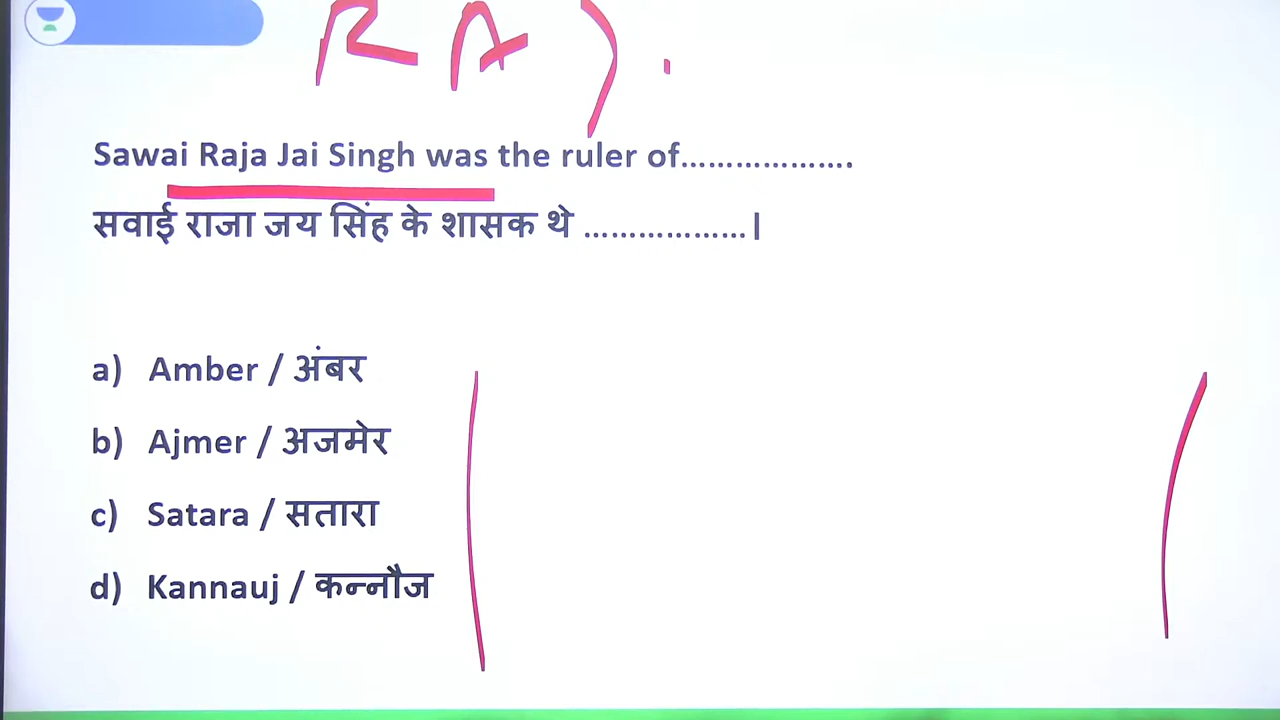 RA).
Sawai Raja Jai Singh was the ruler of………………….
सवाई राजा जय सिंह के शासक थे ………………।
a) Amber / अंबर
b) Ajmer / अजमेर
c) Satara / सतारा
d) Kannauj / कन्नौज